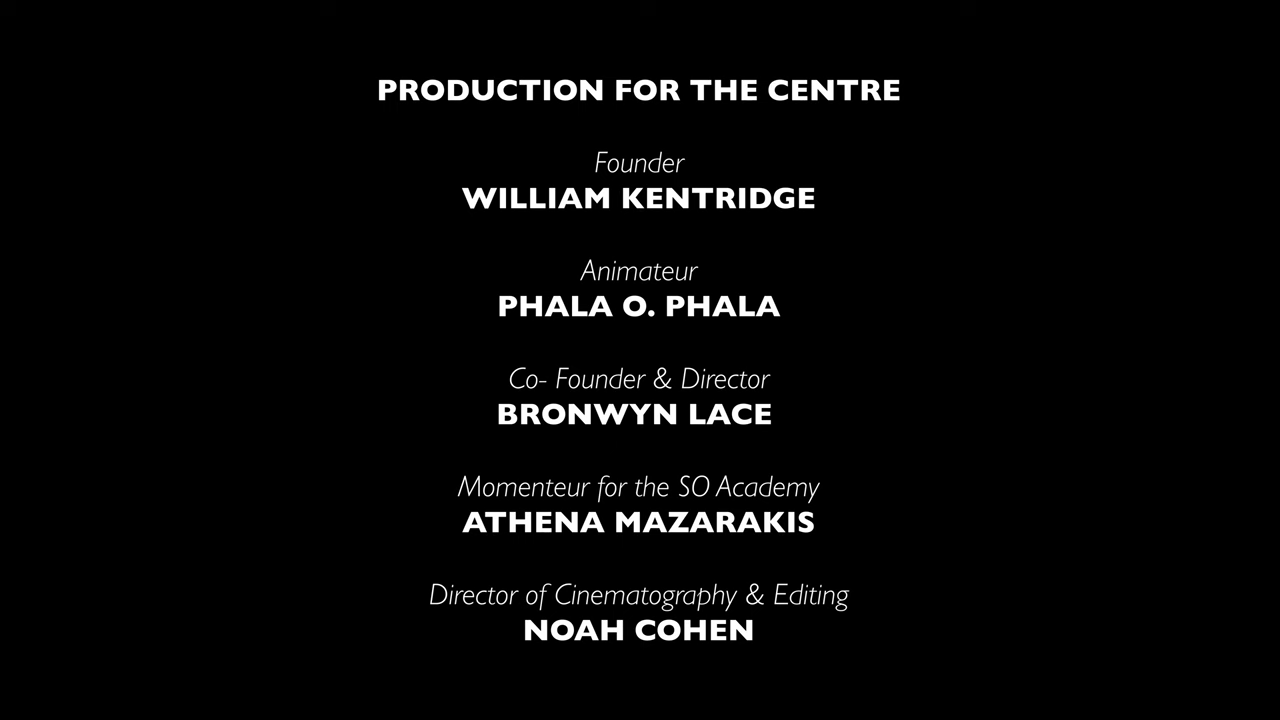 PRODUCTION FOR THE CENTRE
Founder
WILLIAM KENTRIDGE
Animateur
PHALA O. PHALA
Co- Founder & Director
BRONWYN LACE
Momenteur for the SO Academy
ATHENA MAZARAKIS
Director of Cinematography & Editing
NOAH COHEN